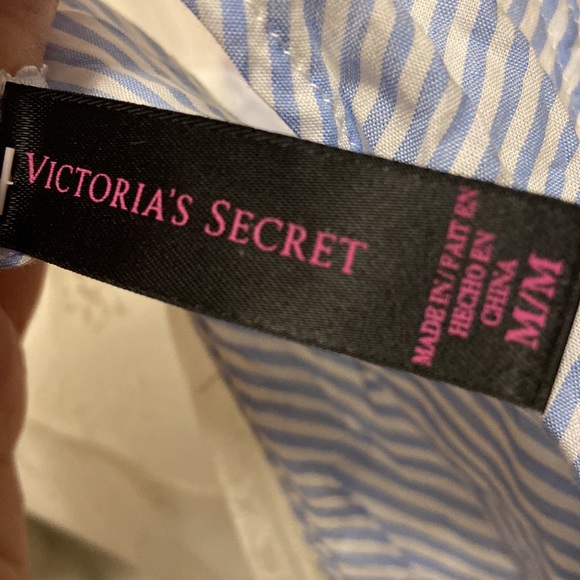 VICTORIA'S SECRET
MADE IN/FAIT EN
HECHO EN
CHINA
M/M